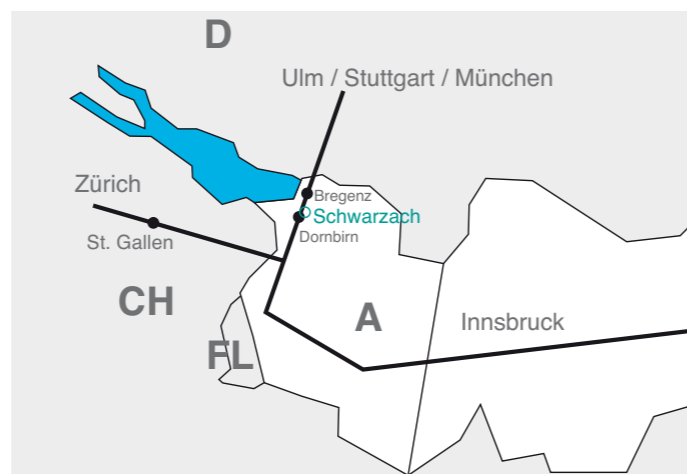 D
Ulm / Stuttgart / München
Zürich
Bregenz
Schwarzach
St. Gallen
Dornbirn
CH
A
Innsbruck
FL